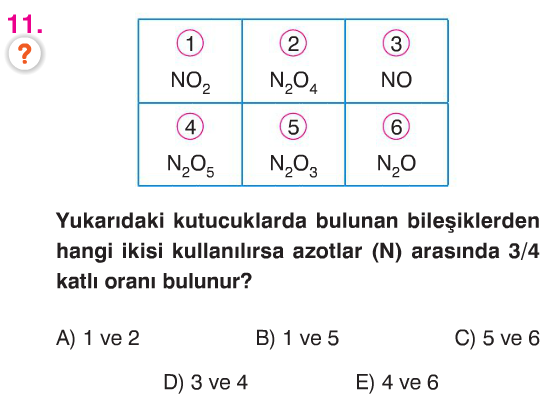 11.
?
1 2 3
NO₂ N₂O₄ NO
4 5 6
N₂O₅ N₂O₃ N₂O
Yukarıdaki kutucuklarda bulunan bileşiklerden
hangi ikisi kullanılırsa azotlar (N) arasında 3/4
katlı oranı bulunur?
A) 1 ve 2 B) 1 ve 5 C) 5 ve 6
D) 3 ve 4 E) 4 ve 6